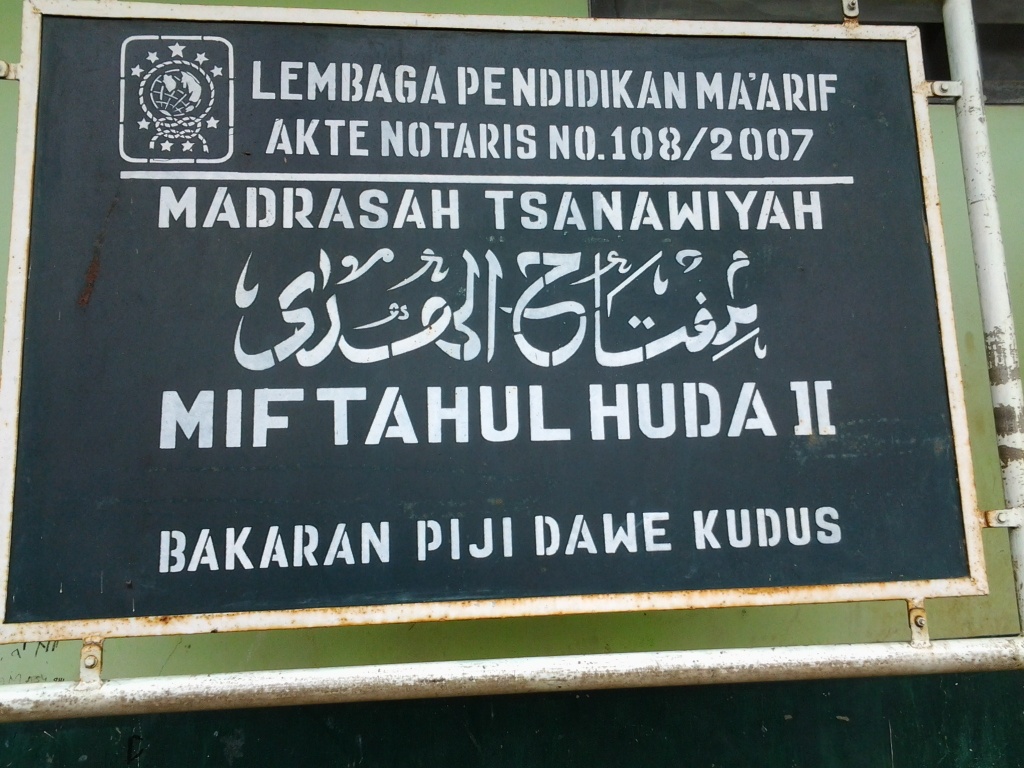 LEMBAGA PENDIDIKAN MA'ARIF
AKTE NOTARIS NO.108/2007
MADRASAH TSANAWIYAH
مفتاح الهدى
MIFTAHUL HUDA II
BAKARAN PIJI DAWE KUDUS